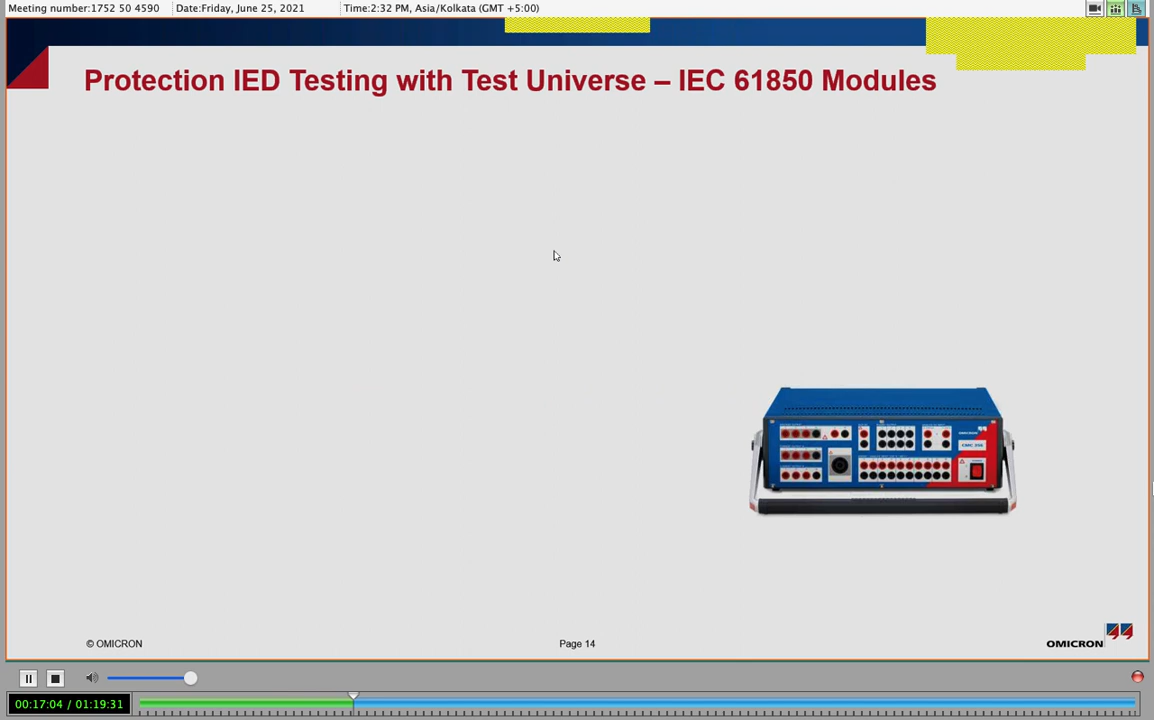 Meeting number:1752 50 4590 Date:Friday, June 25, 2021 Time:2:32 PM, Asia/Kolkata (GMT +5:00)
Protection IED Testing with Test Universe – IEC 61850 Modules
© OMICRON
Page 14
OMICRON
00:17:04 / 01:19:31